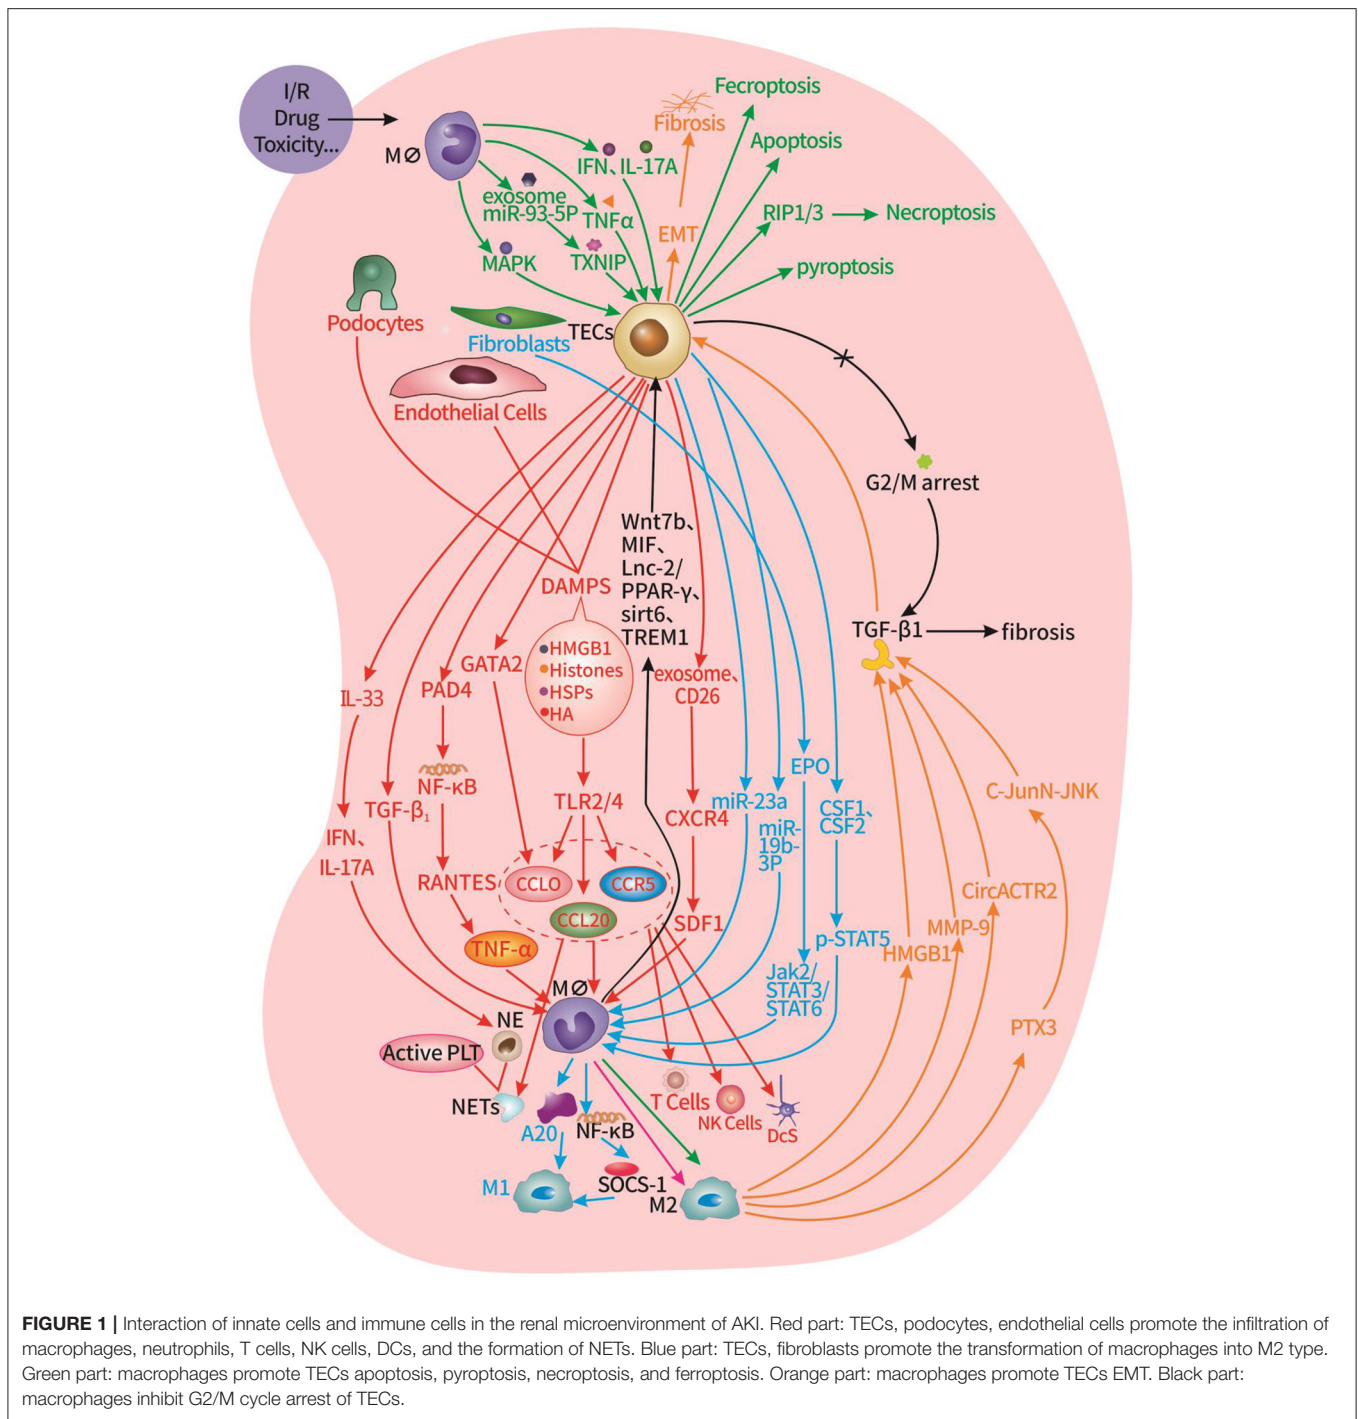 I/R
Drug
Toxicity...
MØ
IFN、IL-17A
exosome
miR-93-5P
TNFα
MAPK
TXNIP
Fibrosis
EMT
Fecroptosis
Apoptosis
RIP1/3
Necroptosis
pyroptosis
Podocytes
Fibroblasts
TECs
Endothelial Cells
G2/M arrest
TGF-β1
fibrosis
Wnt7b、
MIF、
Lnc-2/
PPAR-γ、
sirt6、
TREM1
DAMPS
HMGB1
Histones
HSPs
HA
GATA2
PAD4
IL-33
exosome、
CD26
NF-κB
TGF-β₁
IFN、
IL-17A
TLR2/4
CXCR4
miR-23a
miR-
19b-
3P
EPO
CSF1、
CSF2
C-JunN-JNK
RANTES
CCLO
CCR5
CCL20
SDF1
TNF-α
p-STAT5
Jak2/
STAT3/
STAT6
HMGB1
MMP-9
CircACTR2
PTX3
MØ
NE
Active PLT
NETs
A20
NF-κB
T Cells
NK Cells
DcS
M1
SOCS-1
M2
FIGURE 1 | Interaction of innate cells and immune cells in the renal microenvironment of AKI. Red part: TECs, podocytes, endothelial cells promote the infiltration of
macrophages, neutrophils, T cells, NK cells, DCs, and the formation of NETs. Blue part: TECs, fibroblasts promote the transformation of macrophages into M2 type.
Green part: macrophages promote TECs apoptosis, pyroptosis, necroptosis, and ferroptosis. Orange part: macrophages promote TECs EMT. Black part:
macrophages inhibit G2/M cycle arrest of TECs.